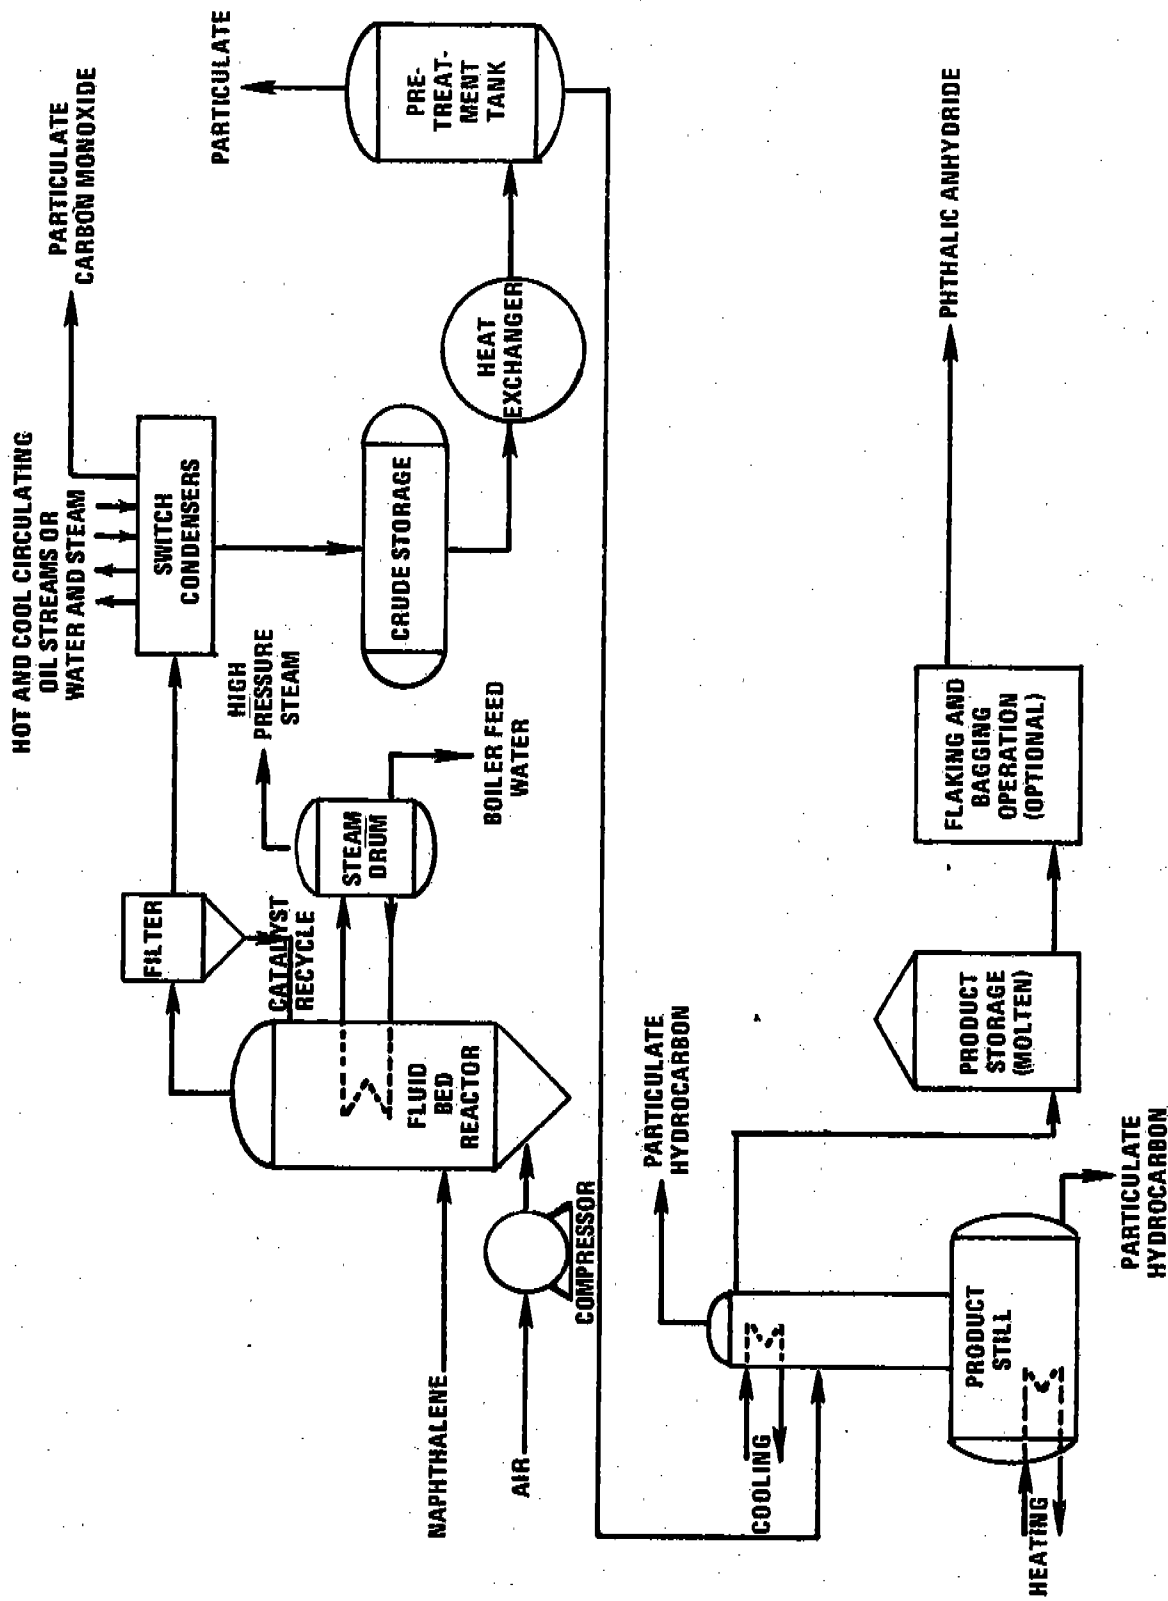 HOT AND COOL CIRCULATING
OIL STREAMS OR
WATER AND STEAM
PARTICULATE
CARBON MONOXIDE
PARTICULATE
FILTER
SWITCH
CONDENSERS
HIGH
PRESSURE
STEAM
CATALYST
RECYCLE
STEAM
DRUM
BOILER FEED
WATER
CRUDE STORAGE
HEAT
EXCHANGER
PRE-
TREAT-
MENT
TANK
FLUID
BED
REACTOR
NAPHTHALENE
AIR
COMPRESSOR
PARTICULATE
HYDROCARBON
COOLING
PRODUCT
STILL
HEATING
PARTICULATE
HYDROCARBON
PRODUCT
STORAGE
(MOLTEN)
FLAKING AND
BAGGING
OPERATION
(OPTIONAL)
PHTHALIC ANHYDRIDE